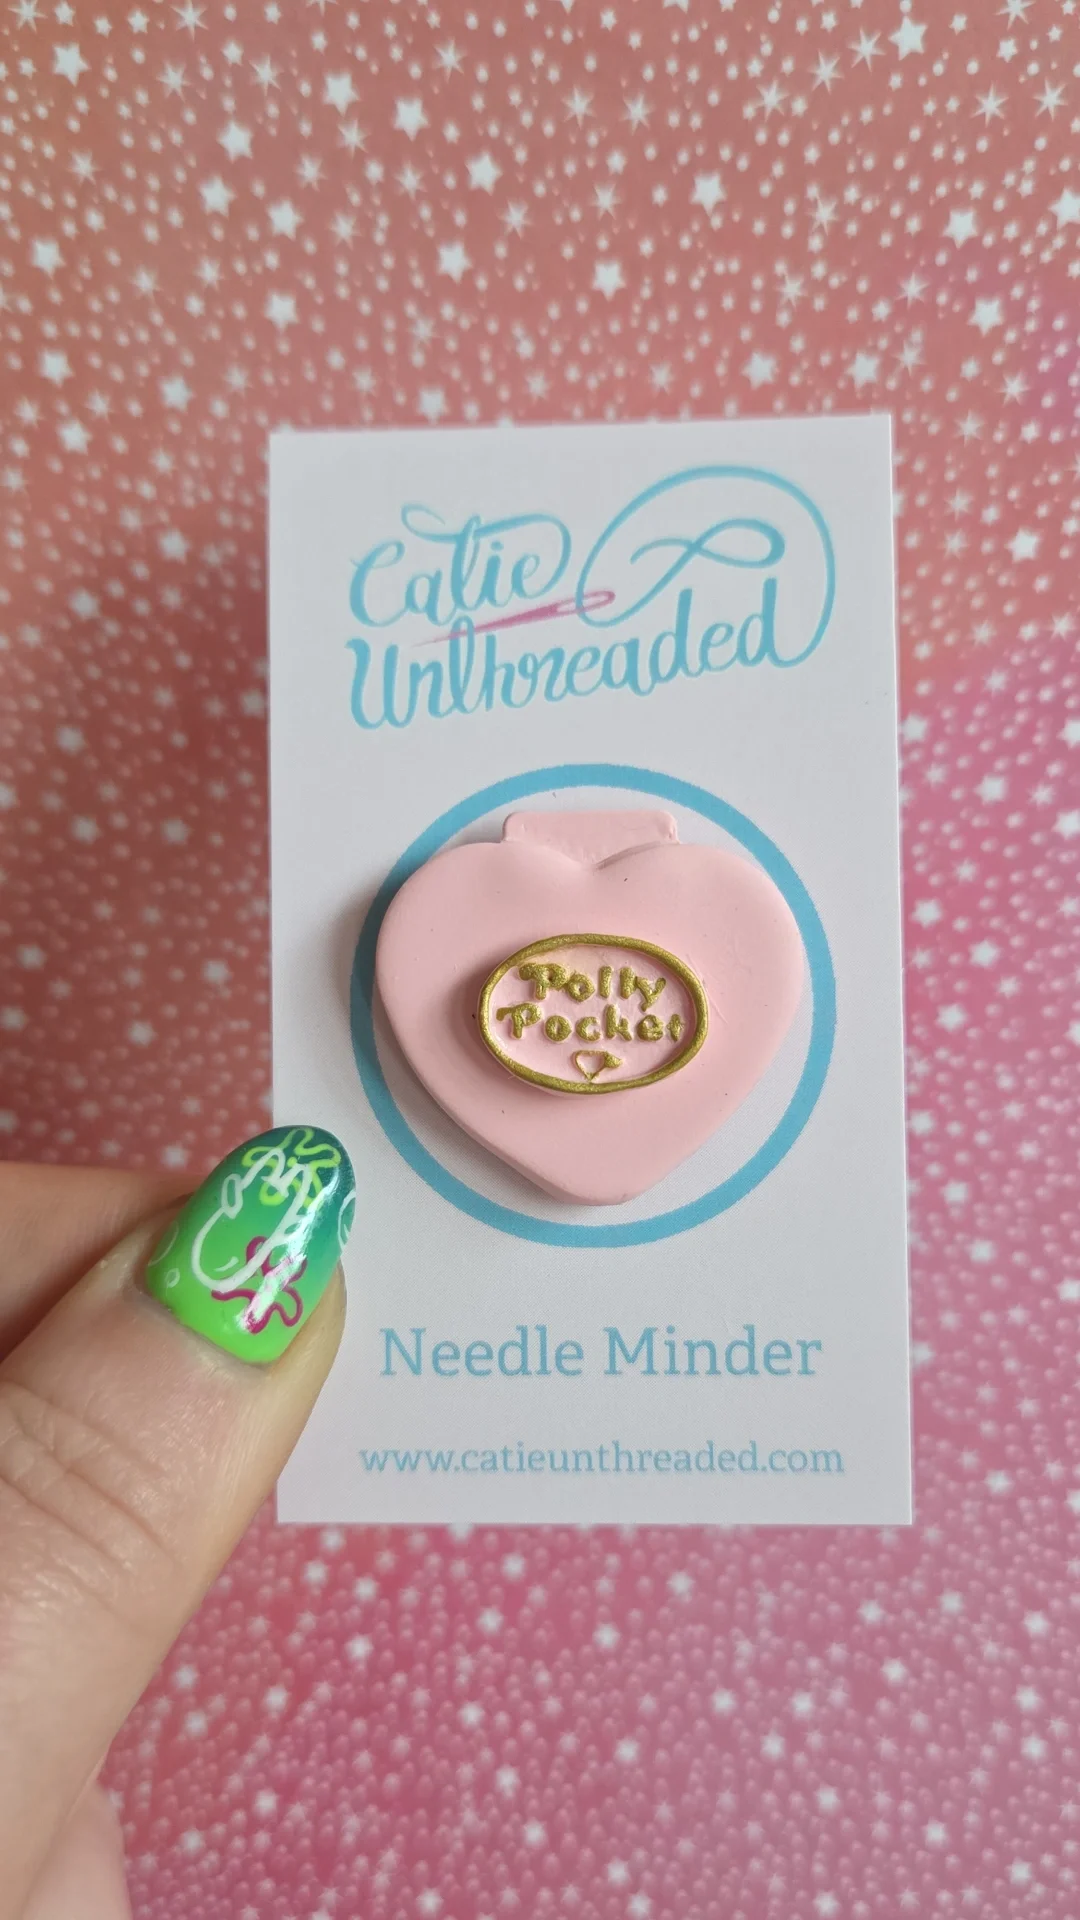 Catie
Unthreaded
Polly
Pocket
Needle Minder
www.catieunthreaded.com